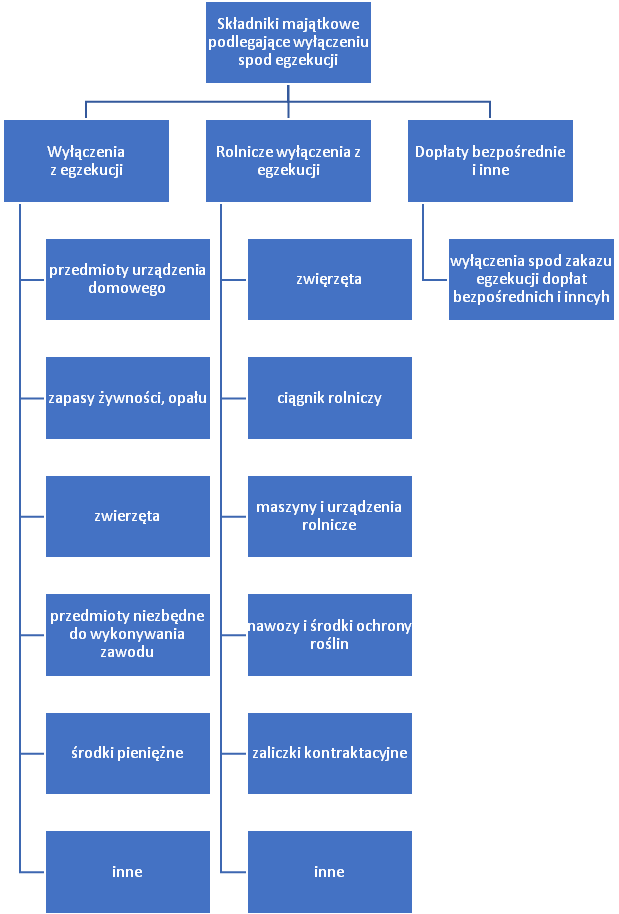 Składniki majątkowe
podlegające wyłączeniu
spod egzekucji
Wyłączenia
z egzekucji
przedmioty urządzenia
domowego
zapasy żywności, opału
zwierzęta
przedmioty niezbędne
do wykonywania
zawodu
środki pieniężne
inne
Rolnicze wyłączenia z
egzekucji
zwięrzęta
ciągnik rolniczy
maszyny i urządzenia
rolnicze
nawozy i środki ochrony
roślin
zaliczki kontraktacyjne
inne
Dopłaty bezpośrednie
i inne
wyłączenia spod zakazu
egzekucji dopłat
bezpośrednich i inncyh